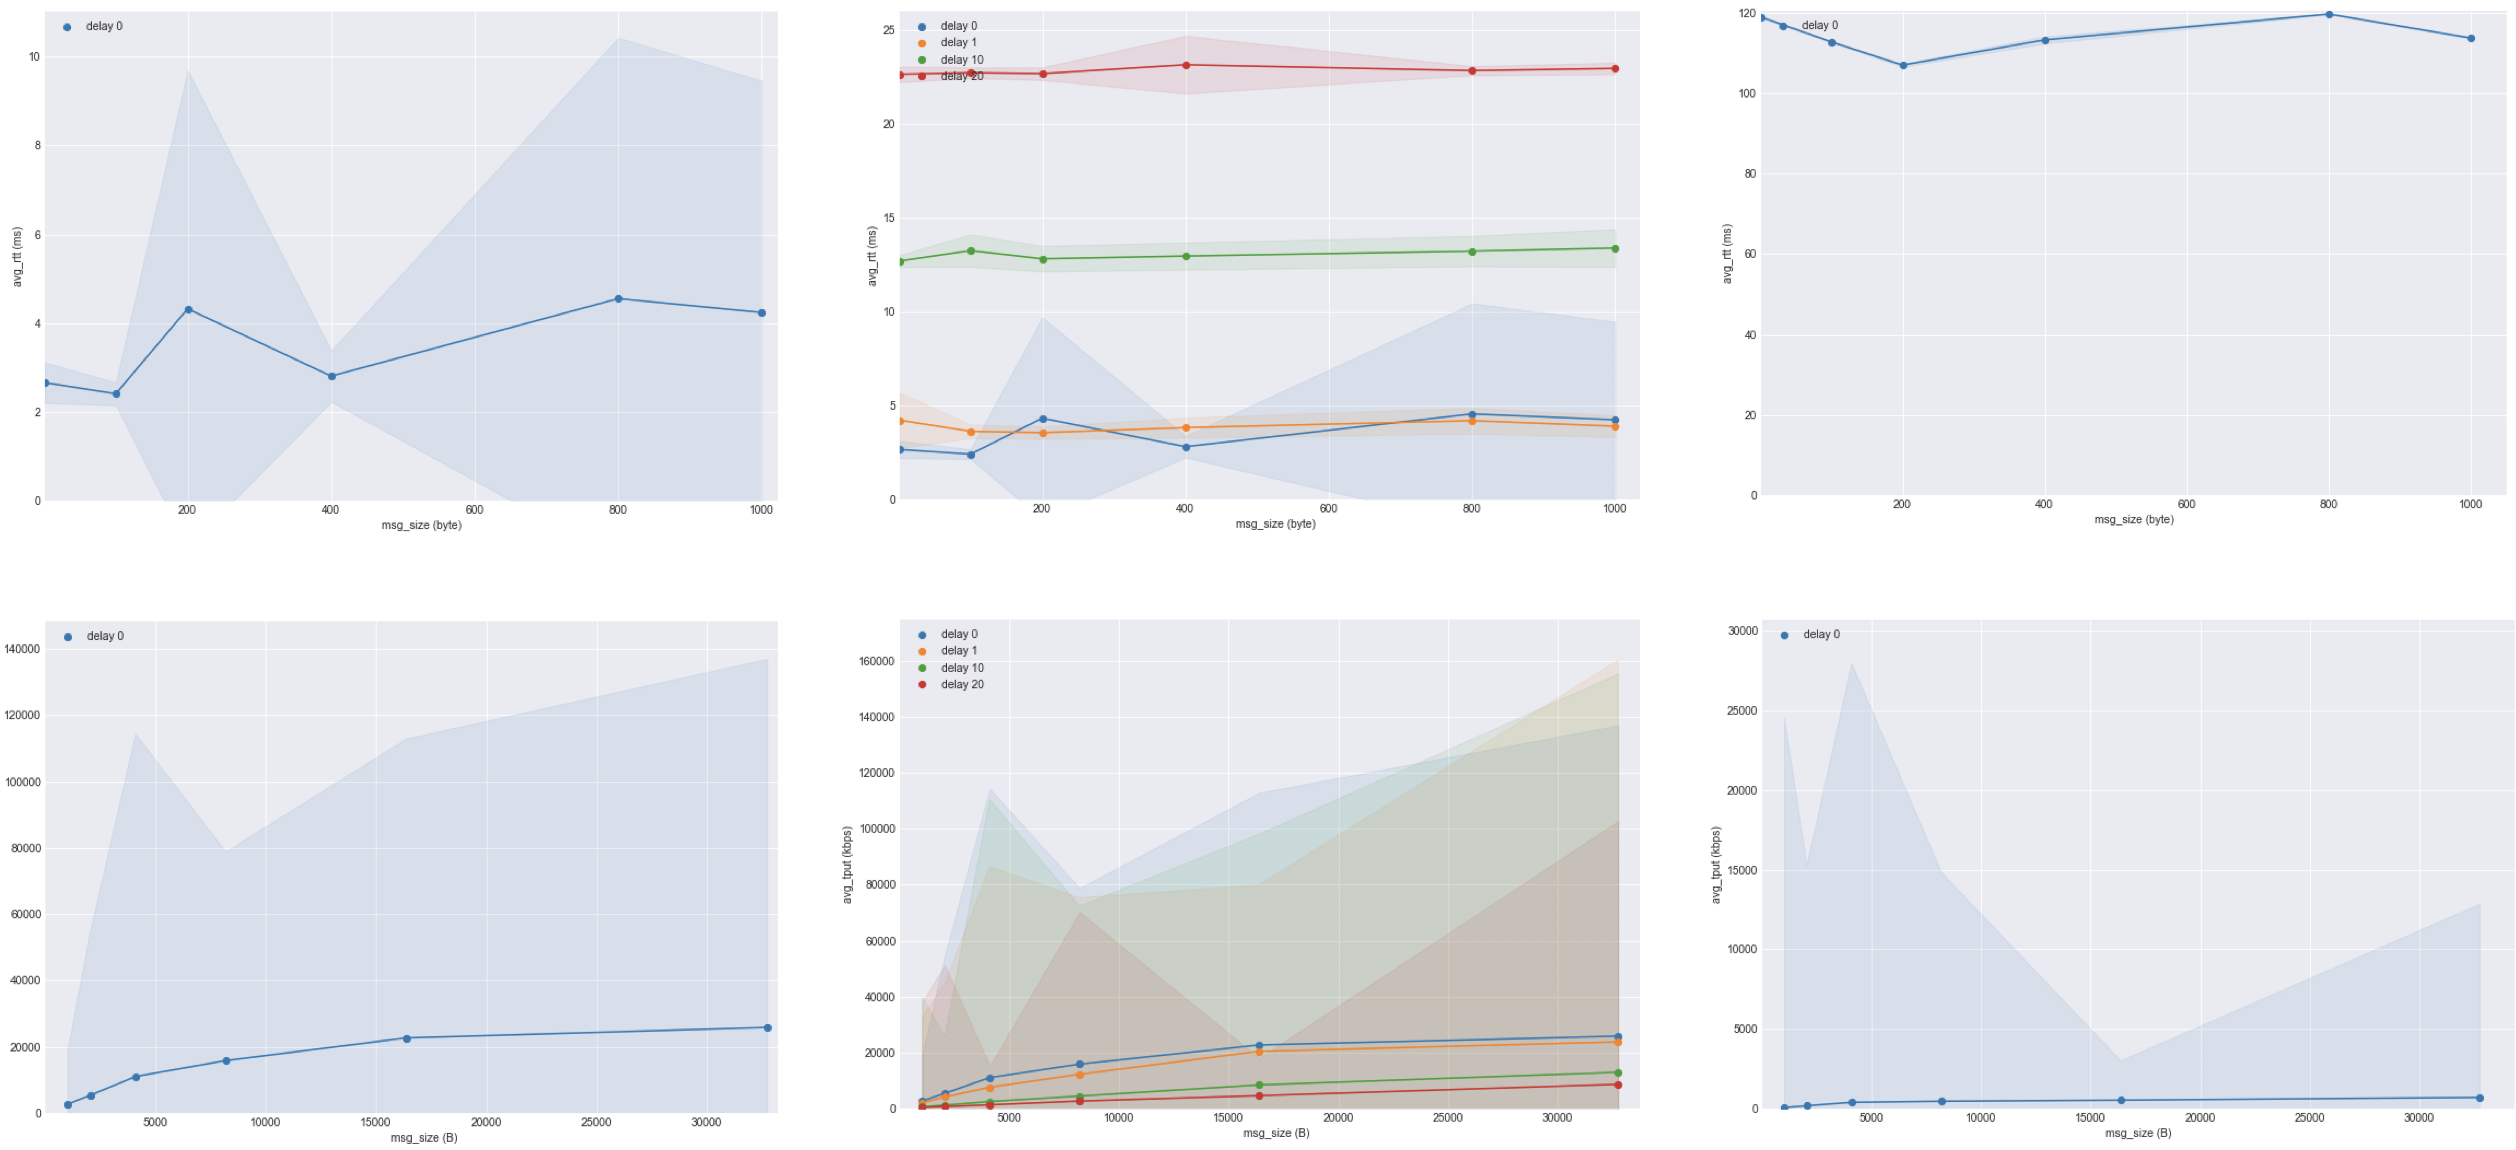 delay 0
10
8
6
4
2
0
avg_rtt (ms)
200 400 600 800 1000
msg_size (byte)
delay 0
delay 1
delay 10
delay 20
25
20
15
10
5
0
avg_rtt (ms)
200 400 600 800 1000
msg_size (byte)
delay 0
120
100
80
60
40
20
0
avg_rtt (ms)
200 400 600 800 1000
msg_size (byte)
delay 0
140000
120000
100000
80000
60000
40000
20000
0
5000 10000 15000 20000 25000 30000
msg_size (B)
delay 0
delay 1
delay 10
delay 20
160000
140000
120000
100000
80000
60000
40000
20000
0
avg_tput (kbps)
5000 10000 15000 20000 25000 30000
msg_size (B)
delay 0
30000
25000
20000
15000
10000
5000
0
avg_tput (kbps)
5000 10000 15000 20000 25000 30000
msg_size (B)